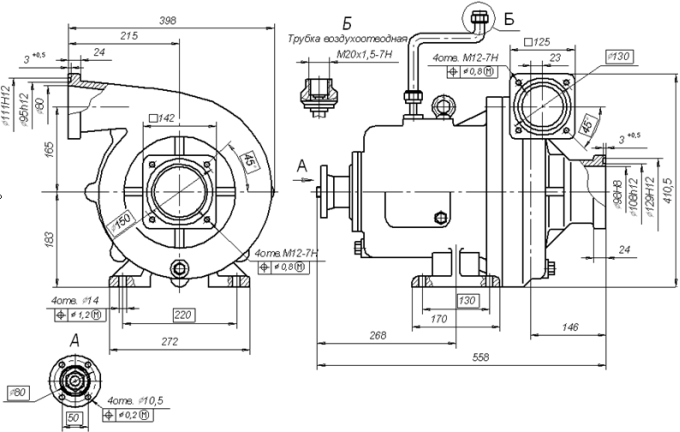 398
215
3 +0,5
24
⌀111H12
⌀95h12
⌀80
165
183
□142
45°
⌀150
4отв. М12-7Н
⌀0,8 Ⓜ
4отв. ⌀14
⌀1,2 Ⓜ
220
272
А
⌀80
50
4отв. ⌀10,5
⌀0,2 Ⓜ
Б
Трубка воздухоотводная
М20х1,5-7Н
Б
4отв. М12-7Н
⌀0,8 Ⓜ
□125
23
⌀130
45°
3 +0,5
А
⌀98H8
⌀108h12
⌀129H12
410,5
24
130
170
146
268
558